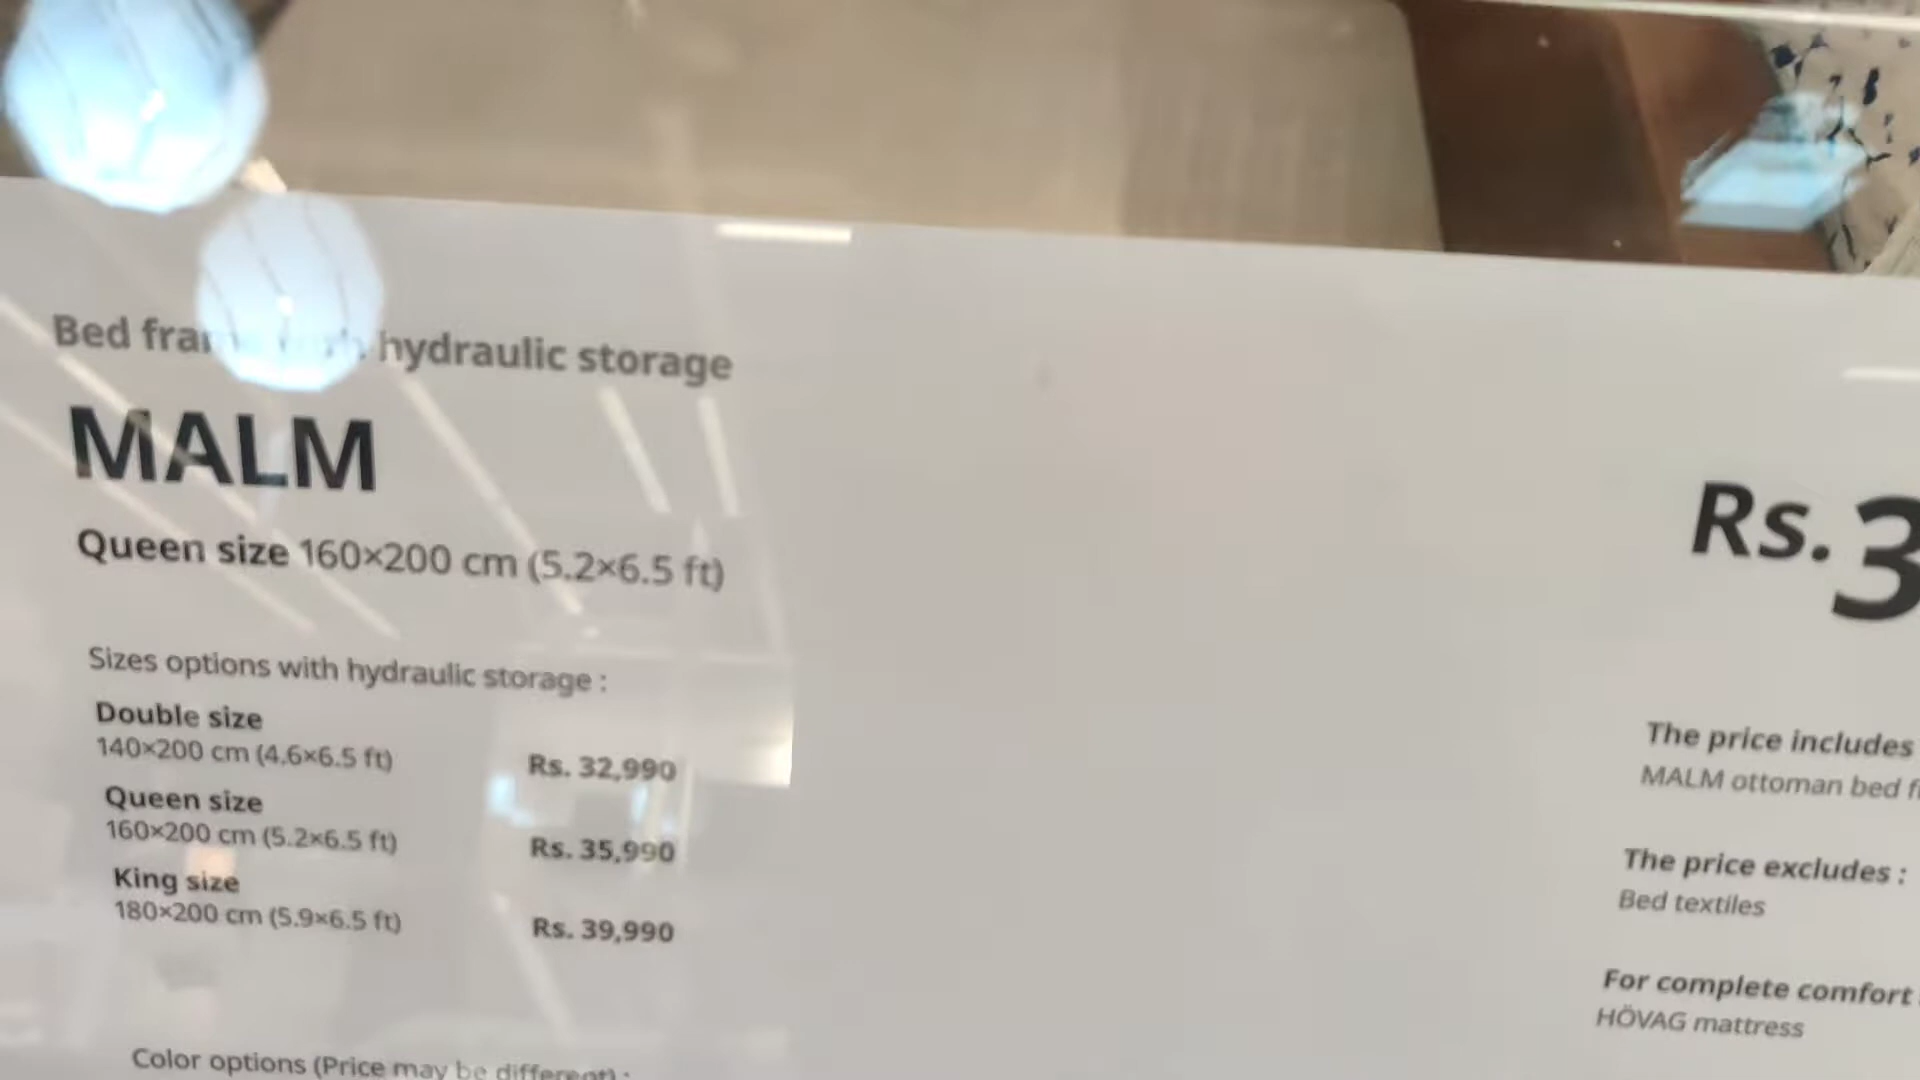 Bed frame with hydraulic storage
MALM
Queen size 160×200 cm (5.2×6.5 ft)
Sizes options with hydraulic storage :
Double size
140×200 cm (4.6×6.5 ft) Rs. 32,990
Queen size
160×200 cm (5.2×6.5 ft) Rs. 35,990
King size
180×200 cm (5.9×6.5 ft) Rs. 39,990
Color options (Price may be different) :
Rs. 3
The price includes
MALM ottoman bed
The price excludes :
Bed textiles
For complete comfort
HÖVAG mattress